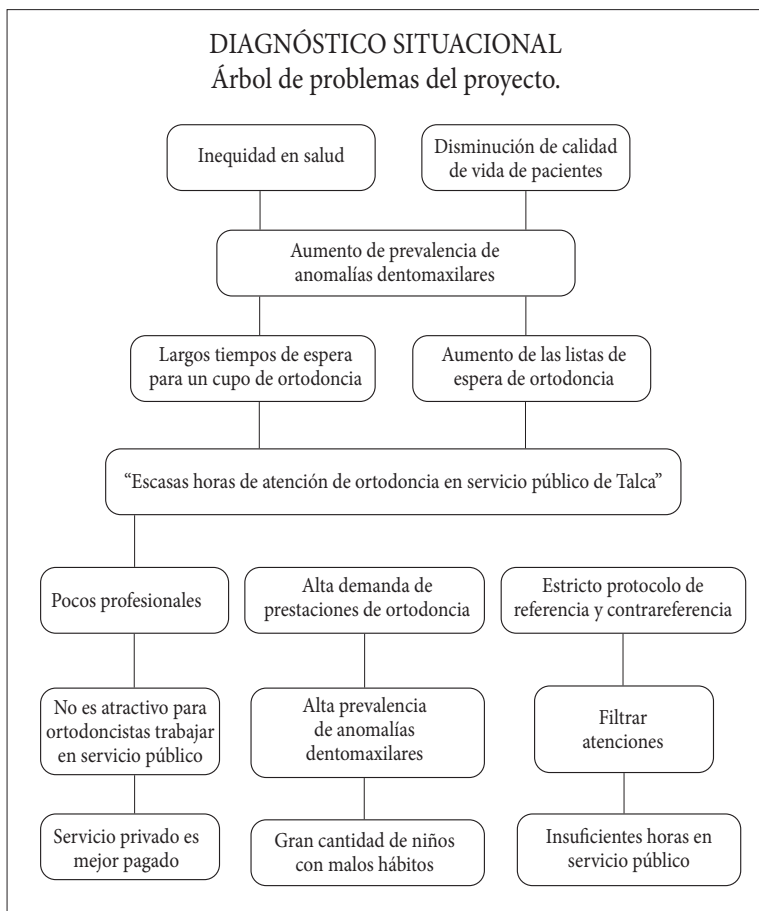 DIAGNÓSTICO SITUACIONAL
Árbol de problemas del proyecto.
Inequidad en salud
Disminución de calidad
de vida de pacientes
Aumento de prevalencia de
anomalías dentomaxilares
Largos tiempos de espera
para un cupo de ortodoncia
Aumento de las listas de
espera de ortodoncia
“Escasas horas de atención de ortodoncia en servicio público de Talca”
Pocos profesionales
Alta demanda de
prestaciones de ortodoncia
Estricto protocolo de
referencia y contrareferencia
No es atractivo para
ortodoncistas trabajar
en servicio público
Alta prevalencia
de anomalías
dentomaxilares
Filtrar
atenciones
Servicio privado es
mejor pagado
Gran cantidad de niños
con malos hábitos
Insuficientes horas en
servicio público